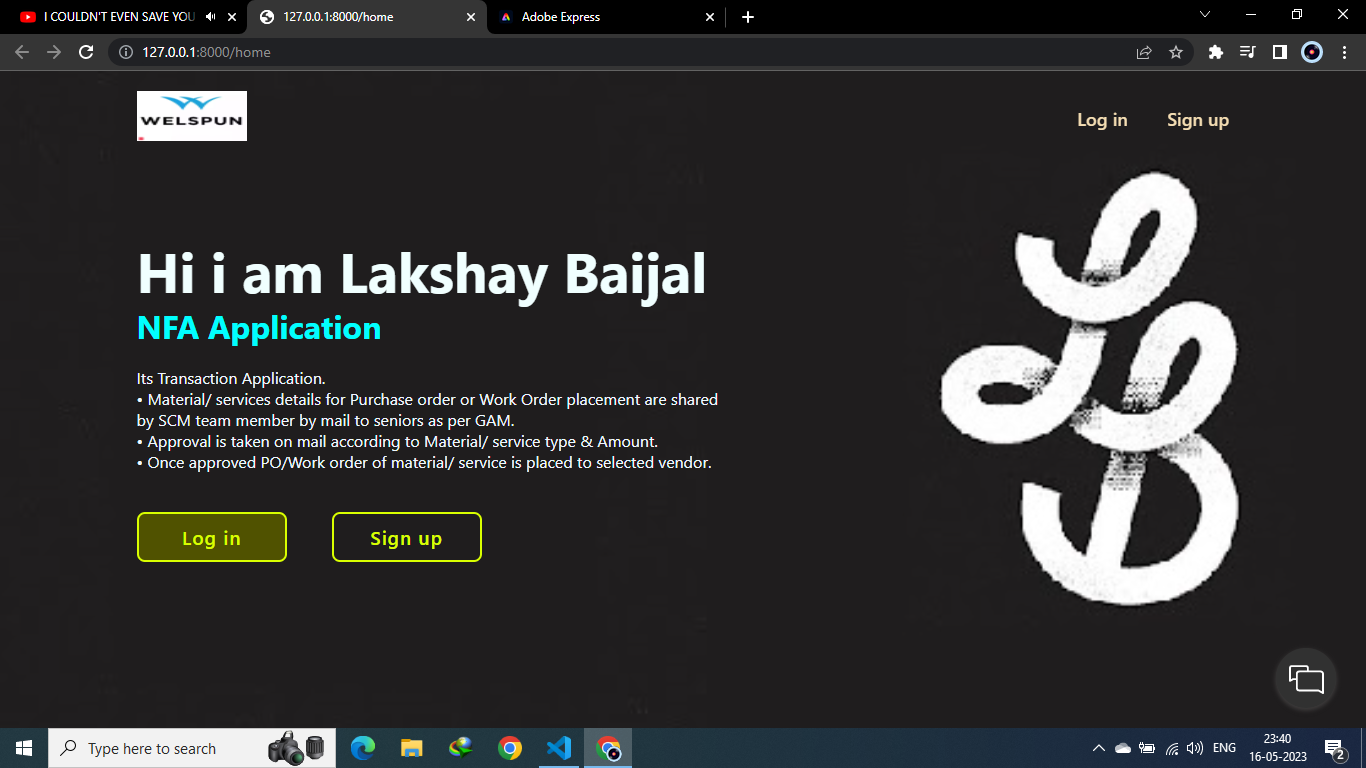 I COULDN'T EVEN SAVE YOU
127.0.0.1:8000/home
Adobe Express
127.0.0.1:8000/home
WELSPUN
Log in
Sign up
Hi i am Lakshay Baijal
NFA Application
Its Transaction Application.
• Material/ services details for Purchase order or Work Order placement are shared
by SCM team member by mail to seniors as per GAM.
• Approval is taken on mail according to Material/ service type & Amount.
• Once approved PO/Work order of material/ service is placed to selected vendor.
Log in
Sign up
LB
Type here to search
ENG
23:40
16-05-2023
2